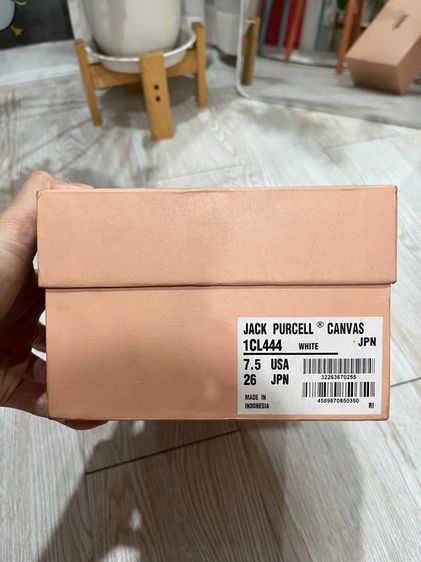 JACK PURCELL® CANVAS
1CL444 WHITE JPN
7.5 USA
26 JPN
32263670255
MADE IN
INDONESIA
4589870850350 RI